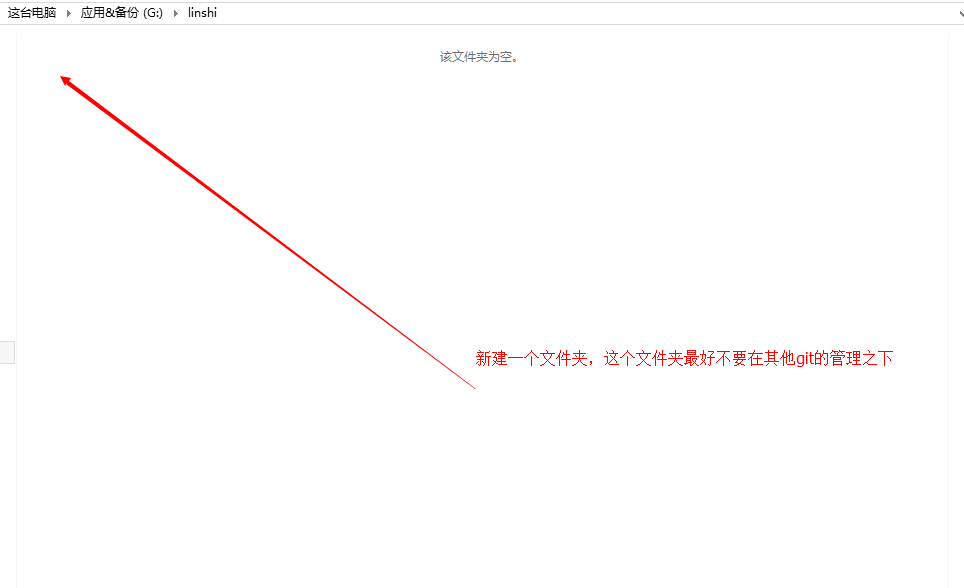 这台电脑 应用&备份 (G:) linshi
该文件夹为空。
新建一个文件夹，这个文件夹最好不要在其他git的管理之下